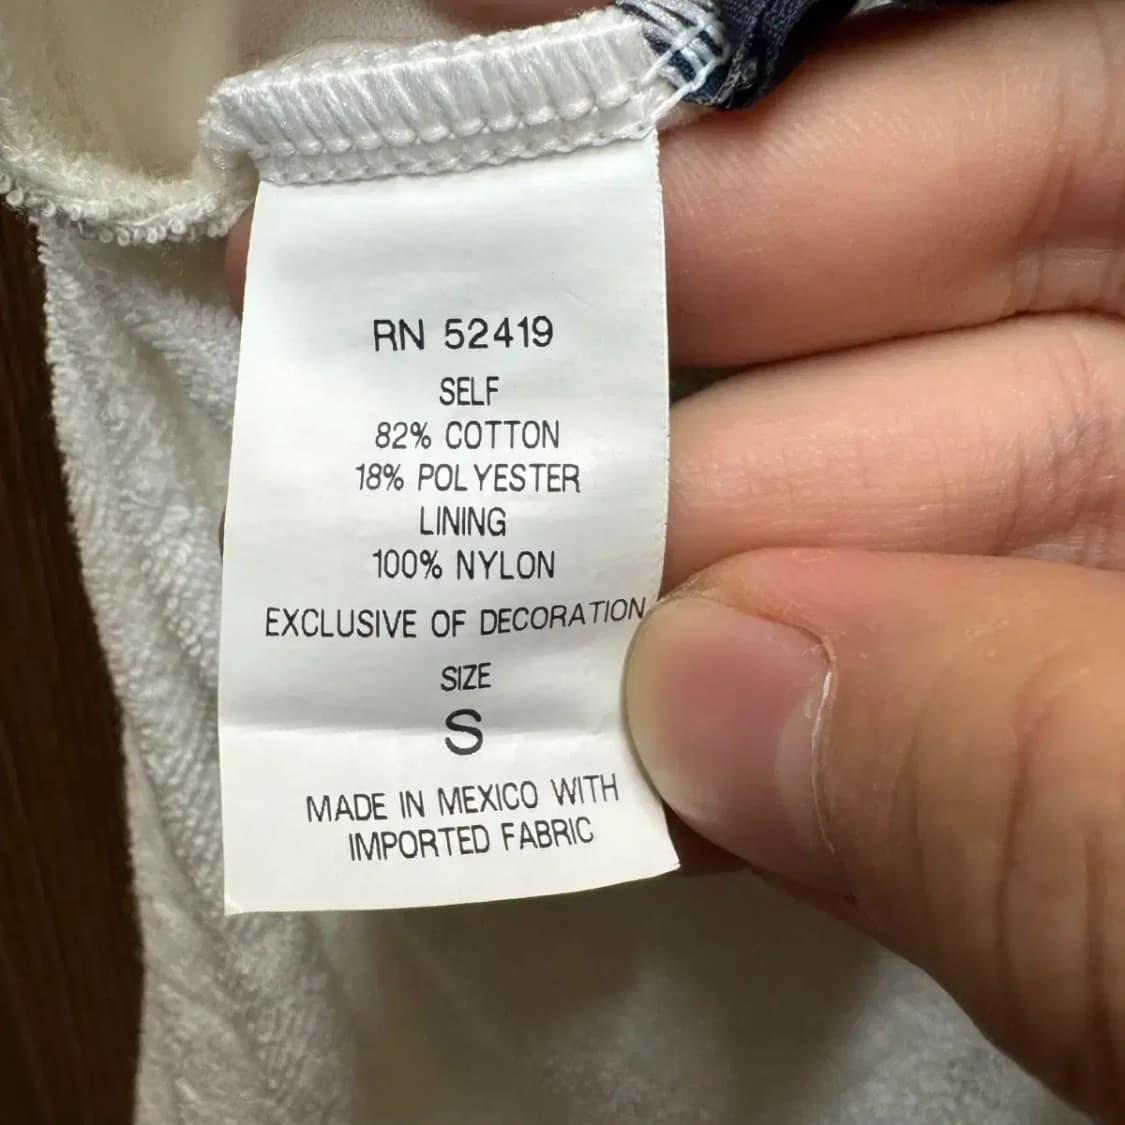 RN 52419
SELF
82% COTTON
18% POLYESTER
LINING
100% NYLON
EXCLUSIVE OF DECORATION
SIZE
S
MADE IN MEXICO WITH
IMPORTED FABRIC